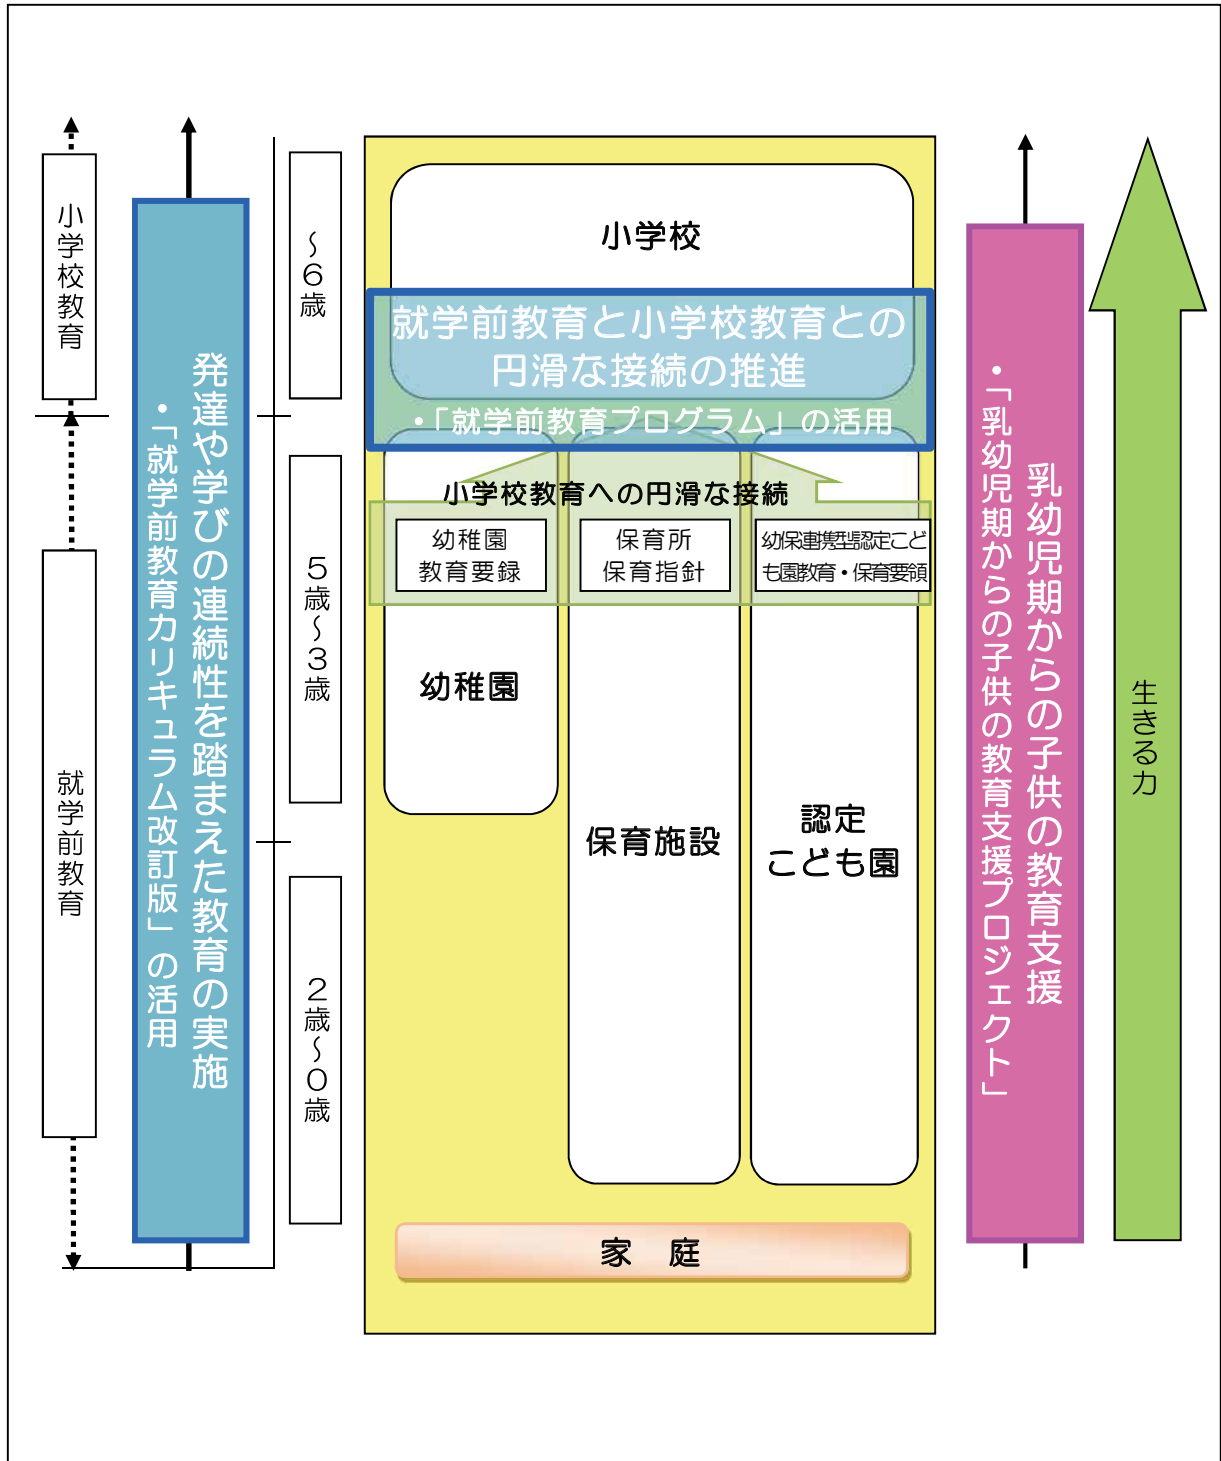 小学校教育
就学前教育
発達や学びの連続性を踏まえた教育の実施
・「就学前教育カリキュラム改訂版」の活用
～6歳
5歳～3歳
2歳～0歳
小学校
就学前教育と小学校教育との
円滑な接続の推進
・「就学前教育プログラム」の活用
小学校教育への円滑な接続
幼稚園
教育要録
保育所
保育指針
幼保連携型認定こど
も園教育・保育要領
幼稚園
保育施設
認定
こども園
家　庭
乳幼児期からの子供の教育支援
・「乳幼児期からの子供の教育支援プロジェクト」
生きる力